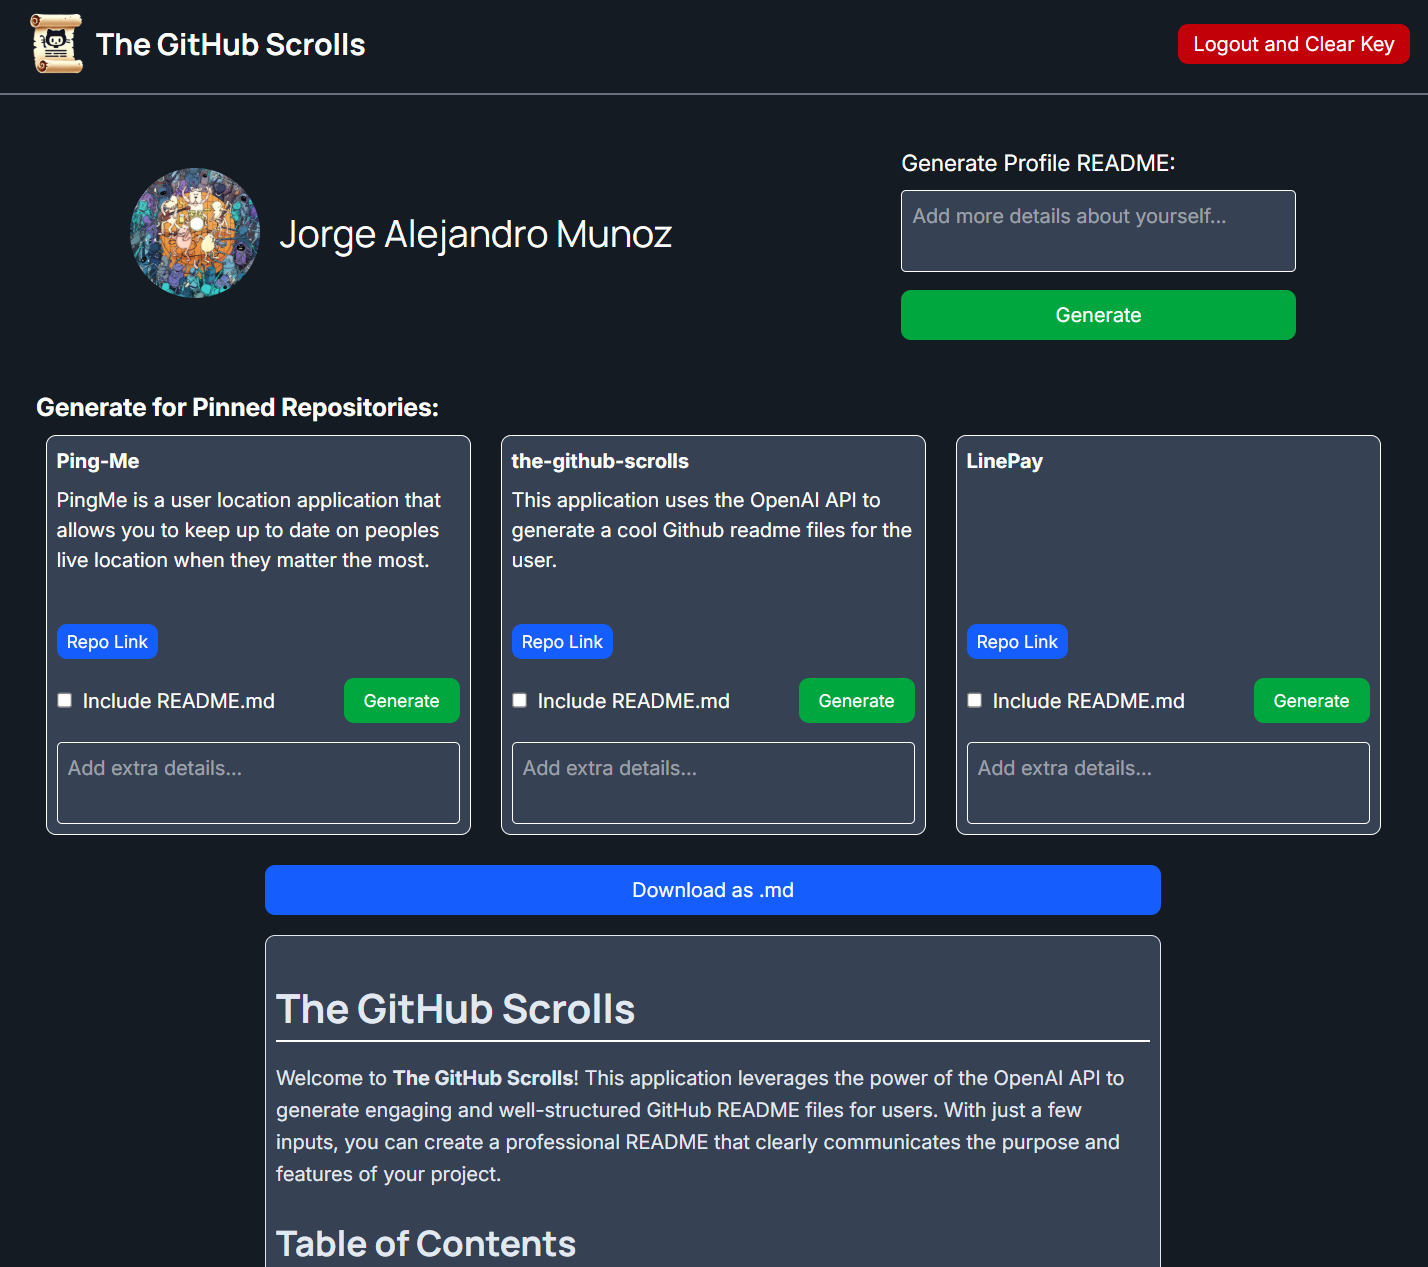 The GitHub Scrolls
Logout and Clear Key
Jorge Alejandro Munoz
Generate Profile README:
Add more details about yourself...
Generate
Generate for Pinned Repositories:
Ping-Me
PingMe is a user location application that
allows you to keep up to date on peoples
live location when they matter the most.
Repo Link
Include README.md
Generate
Add extra details...
the-github-scrolls
This application uses the OpenAI API to
generate a cool Github readme files for the
user.
Repo Link
Include README.md
Generate
Add extra details...
LinePay
Repo Link
Include README.md
Generate
Add extra details...
Download as .md
The GitHub Scrolls
Welcome to The GitHub Scrolls! This application leverages the power of the OpenAI API to
generate engaging and well-structured GitHub README files for users. With just a few
inputs, you can create a professional README that clearly communicates the purpose and
features of your project.
Table of Contents